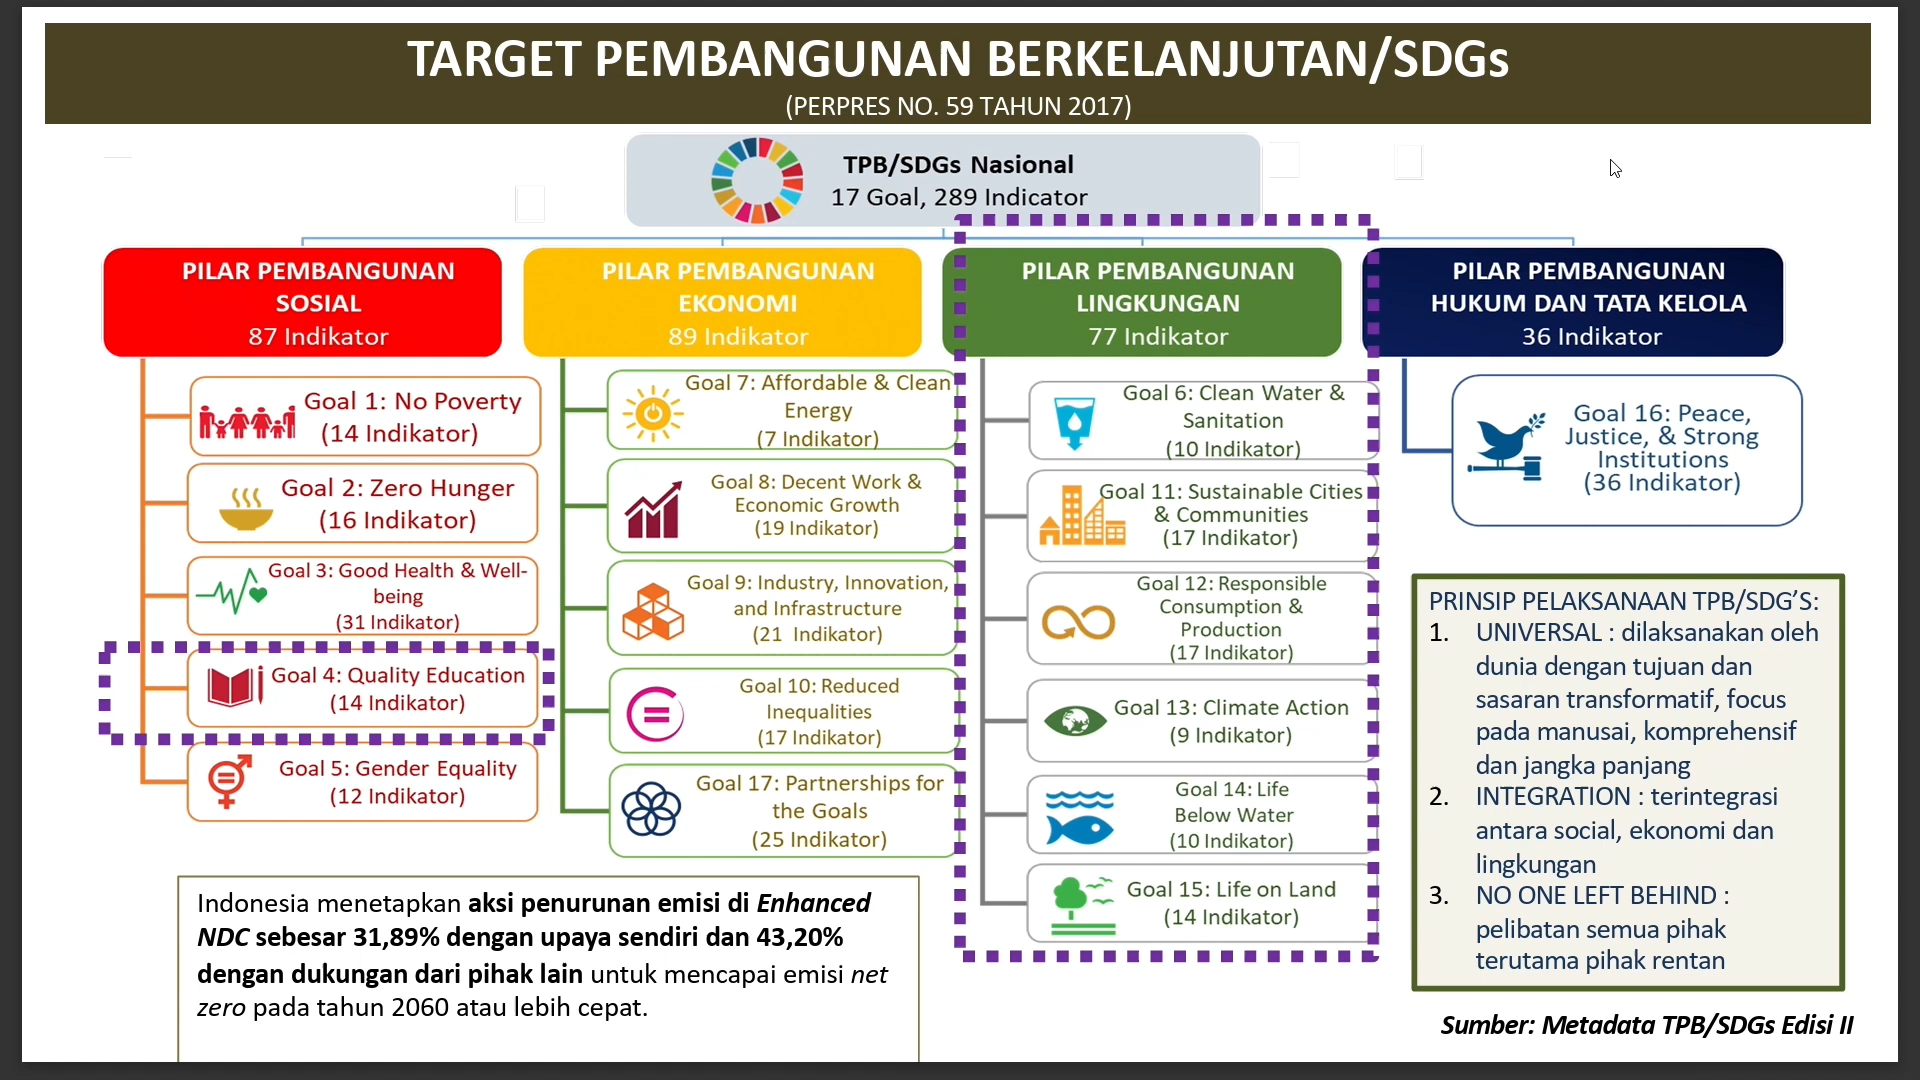 TARGET PEMBANGUNAN BERKELANJUTAN/SDGs
(PERPRES NO. 59 TAHUN 2017)
TPB/SDGs Nasional
17 Goal, 289 Indicator
PILAR PEMBANGUNAN
SOSIAL
87 Indikator
Goal 1: No Poverty
(14 Indikator)
Goal 2: Zero Hunger
(16 Indikator)
Goal 3: Good Health & Well-
being
(31 Indikator)
Goal 4: Quality Education
(14 Indikator)
Goal 5: Gender Equality
(12 Indikator)
PILAR PEMBANGUNAN
EKONOMI
89 Indikator
Goal 7: Affordable & Clean
Energy
(7 Indikator)
Goal 8: Decent Work &
Economic Growth
(19 Indikator)
Goal 9: Industry, Innovation,
and Infrastructure
(21 Indikator)
Goal 10: Reduced
Inequalities
(17 Indikator)
Goal 17: Partnerships for
the Goals
(25 Indikator)
PILAR PEMBANGUNAN
LINGKUNGAN
77 Indikator
Goal 6: Clean Water &
Sanitation
(10 Indikator)
Goal 11: Sustainable Cities
& Communities
(17 Indikator)
Goal 12: Responsible
Consumption &
Production
(17 Indikator)
Goal 13: Climate Action
(9 Indikator)
Goal 14: Life
Below Water
(10 Indikator)
Goal 15: Life on Land
(14 Indikator)
PILAR PEMBANGUNAN
HUKUM DAN TATA KELOLA
36 Indikator
Goal 16: Peace,
Justice, & Strong
Institutions
(36 Indikator)
PRINSIP PELAKSANAAN TPB/SDG’S:
1. UNIVERSAL : dilaksanakan oleh
dunia dengan tujuan dan
sasaran transformatif, focus
pada manusai, komprehensif
dan jangka panjang
2. INTEGRATION : terintegrasi
antara social, ekonomi dan
lingkungan
3. NO ONE LEFT BEHIND :
pelibatan semua pihak
terutama pihak rentan
Indonesia menetapkan aksi penurunan emisi di Enhanced
NDC sebesar 31,89% dengan upaya sendiri dan 43,20%
dengan dukungan dari pihak lain untuk mencapai emisi net
zero pada tahun 2060 atau lebih cepat.
Sumber: Metadata TPB/SDGs Edisi II